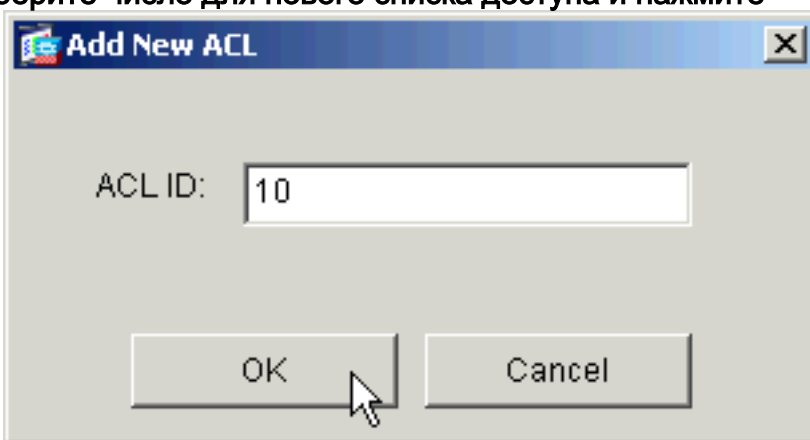 число для нового списка доступа и нажмите
Add New ACL
ACL ID:
10
OK
Cancel